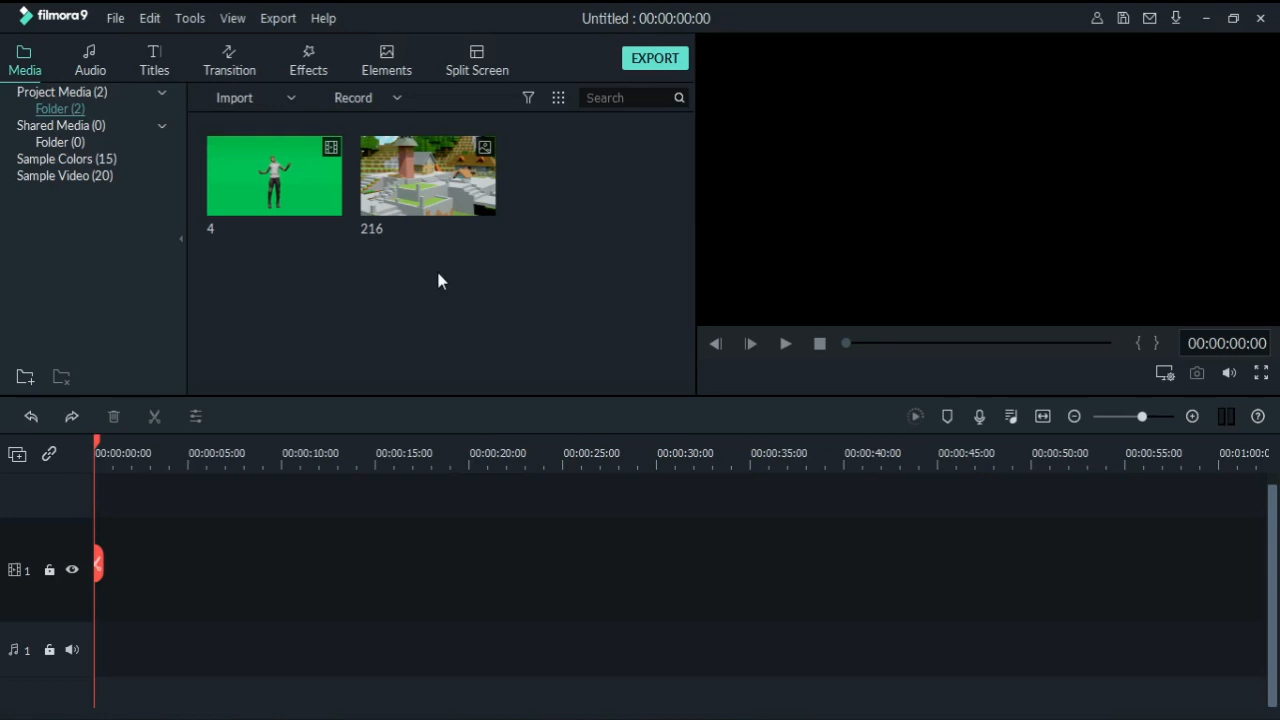 filmora9 File Edit Tools View Export Help Untitled : 00:00:00:00
Media Audio Titles Transition Effects Elements Split Screen EXPORT
Project Media (2)
Folder (2)
Shared Media (0)
Folder (0)
Sample Colors (15)
Sample Video (20)
Import Record Search
4 216
00:00:00:00
00:00:00:00 00:00:05:00 00:00:10:00 00:00:15:00 00:00:20:00 00:00:25:00 00:00:30:00 00:00:35:00 00:00:40:00 00:00:45:00 00:00:50:00 00:00:55:00 00:01:00:0
1
1